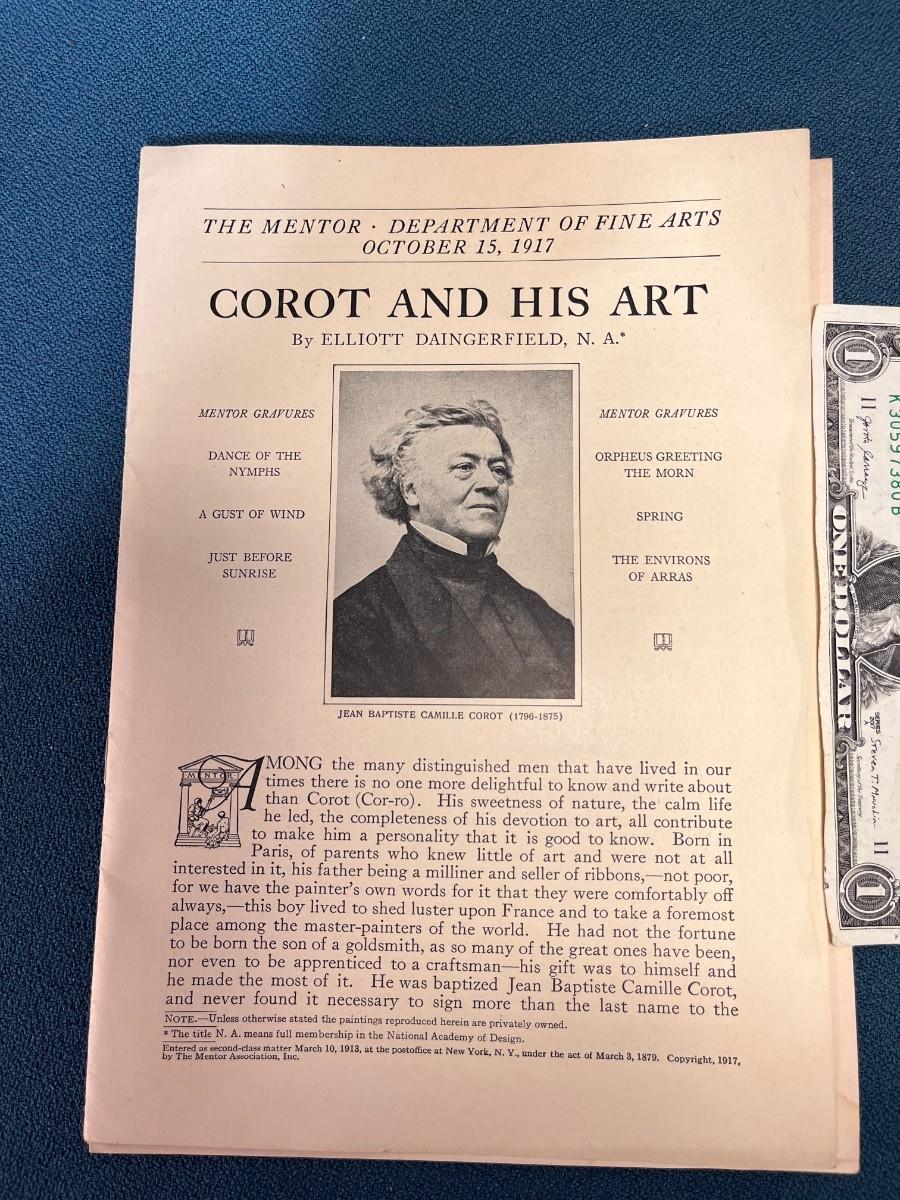 THE MENTOR · DEPARTMENT OF FINE ARTS
OCTOBER 15, 1917
COROT AND HIS ART
By ELLIOTT DAINGERFIELD, N. A.*
MENTOR GRAVURES
DANCE OF THE
NYMPHS
A GUST OF WIND
JUST BEFORE
SUNRISE
MENTOR GRAVURES
ORPHEUS GREETING
THE MORN
SPRING
THE ENVIRONS
OF ARRAS
JEAN BAPTISTE CAMILLE COROT (1796-1875)
MENTOR
AMONG the many distinguished men that have lived in our
times there is no one more delightful to know and write about
than Corot (Cor-ro). His sweetness of nature, the calm life
he led, the completeness of his devotion to art, all contribute
to make him a personality that it is good to know. Born in
Paris, of parents who knew little of art and were not at all
interested in it, his father being a milliner and seller of ribbons,—not poor,
for we have the painter's own words for it that they were comfortably off
always,—this boy lived to shed luster upon France and to take a foremost
place among the master-painters of the world. He had not the fortune
to be born the son of a goldsmith, as so many of the great ones have been,
nor even to be apprenticed to a craftsman—his gift was to himself and
he made the most of it. He was baptized Jean Baptiste Camille Corot,
and never found it necessary to sign more than the last name to the
NOTE.—Unless otherwise stated the paintings reproduced herein are privately owned.
* The title N. A. means full membership in the National Academy of Design.
Entered as second-class matter March 10, 1913, at the postoffice at New York, N. Y., under the act of March 3, 1879. Copyright, 1917,
by The Mentor Association, Inc.
1
K30597380B
11
ONE DOLLAR
SERIES
2017
A
Secretary of the Treasury
Steven T. Mnuchin
11
1